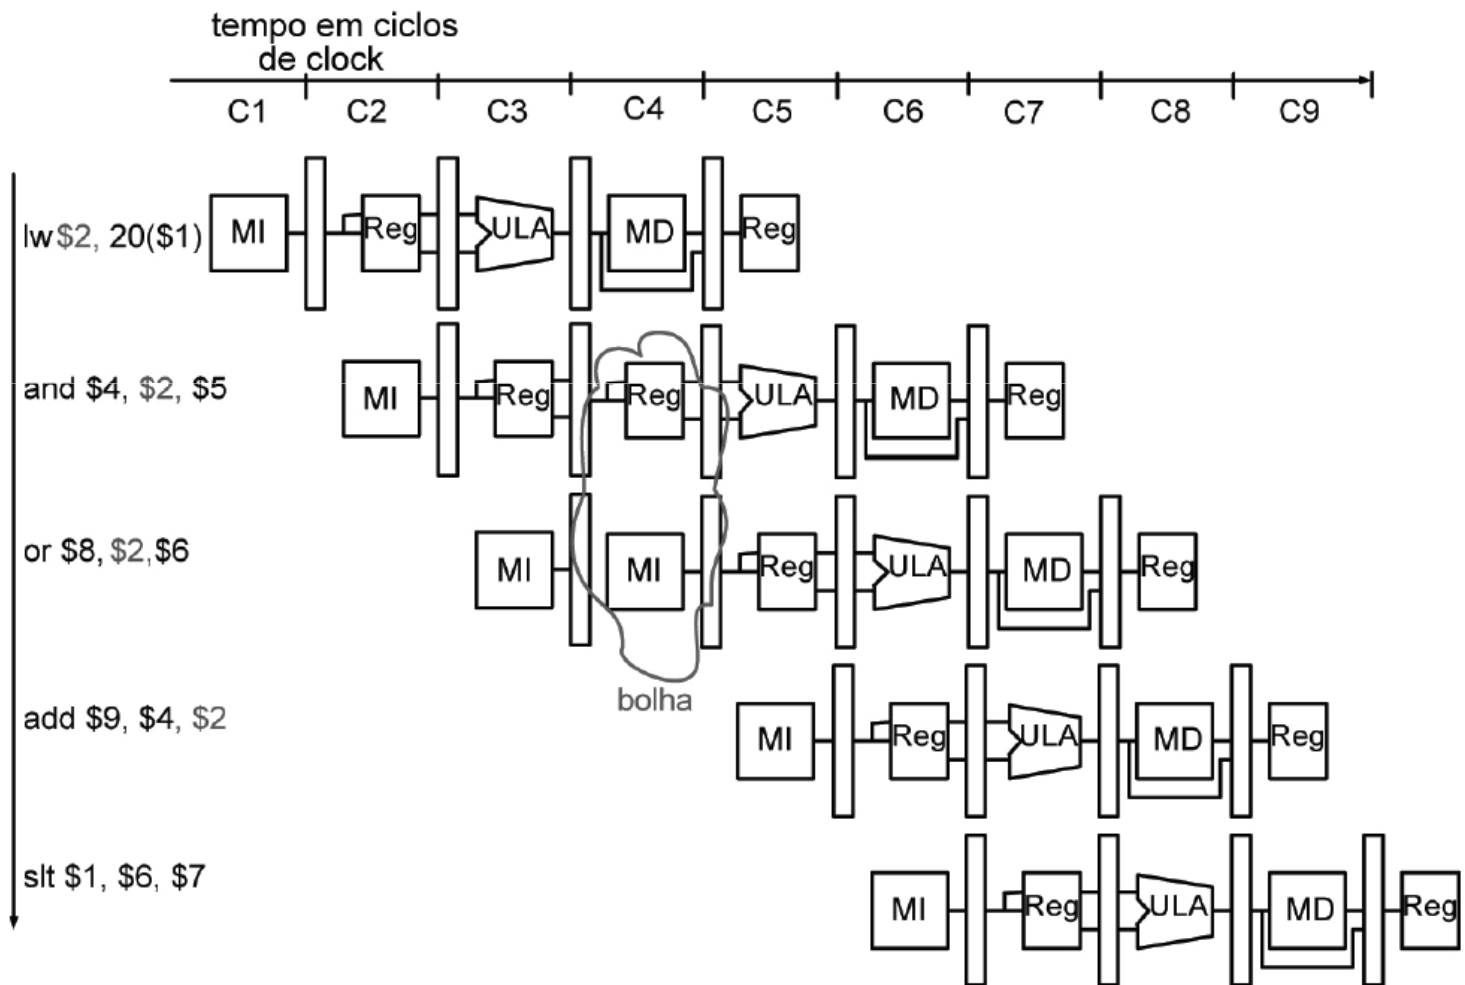 tempo em ciclos
de clock
C1 C2 C3 C4 C5 C6 C7 C8 C9
lw $2, 20($1) MI Reg ULA MD Reg
and $4, $2, $5 MI Reg Reg ULA MD Reg
or $8, $2,$6 MI MI Reg ULA MD Reg
bolha
add $9, $4, $2 MI Reg ULA MD Reg
slt $1, $6, $7 MI Reg ULA MD Reg